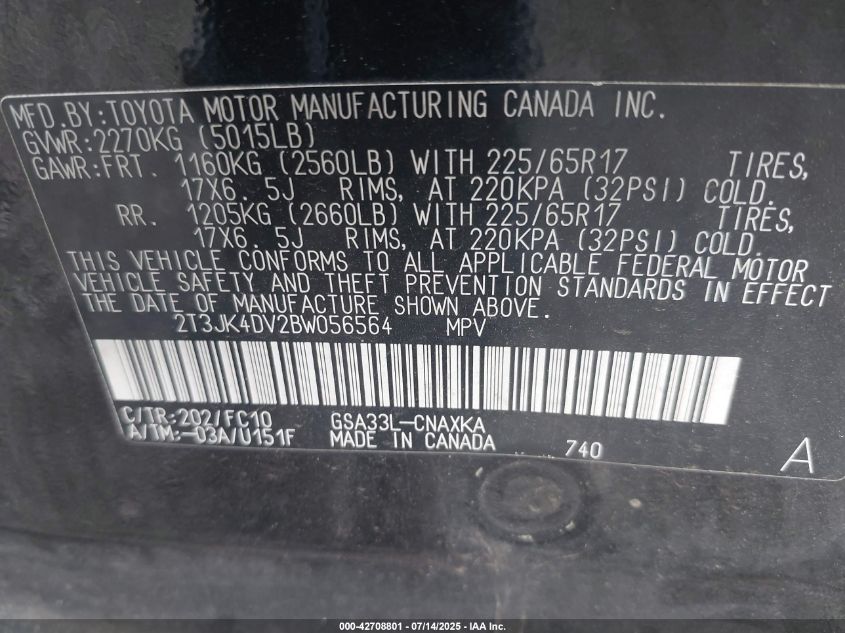 MFD.BY:TOYOTA MOTOR MANUFACTURING CANADA INC.
GVWR:2270KG (5015LB)
GAWR:FRT. 1160KG (2560LB) WITH 225/65R17 TIRES,
17X6.5J RIMS, AT 220KPA (32PSI) COLD.
RR. 1205KG (2660LB) WITH 225/65R17 TIRES,
17X6.5J RIMS, AT 220KPA (32PSI) COLD.
THIS VEHICLE CONFORMS TO ALL APPLICABLE FEDERAL MOTOR
VEHICLE SAFETY AND THEFT PREVENTION STANDARDS IN EFFECT
THE DATE OF MANUFACTURE SHOWN ABOVE.
2T3JK4DV2BW056564 MPV
C/TR:202/FC10 GSA33L-CNAXKA
A/TM:-03A/U151F MADE IN CANADA 740 A
000-42708801 / 07/14/2025 - IAA Inc.